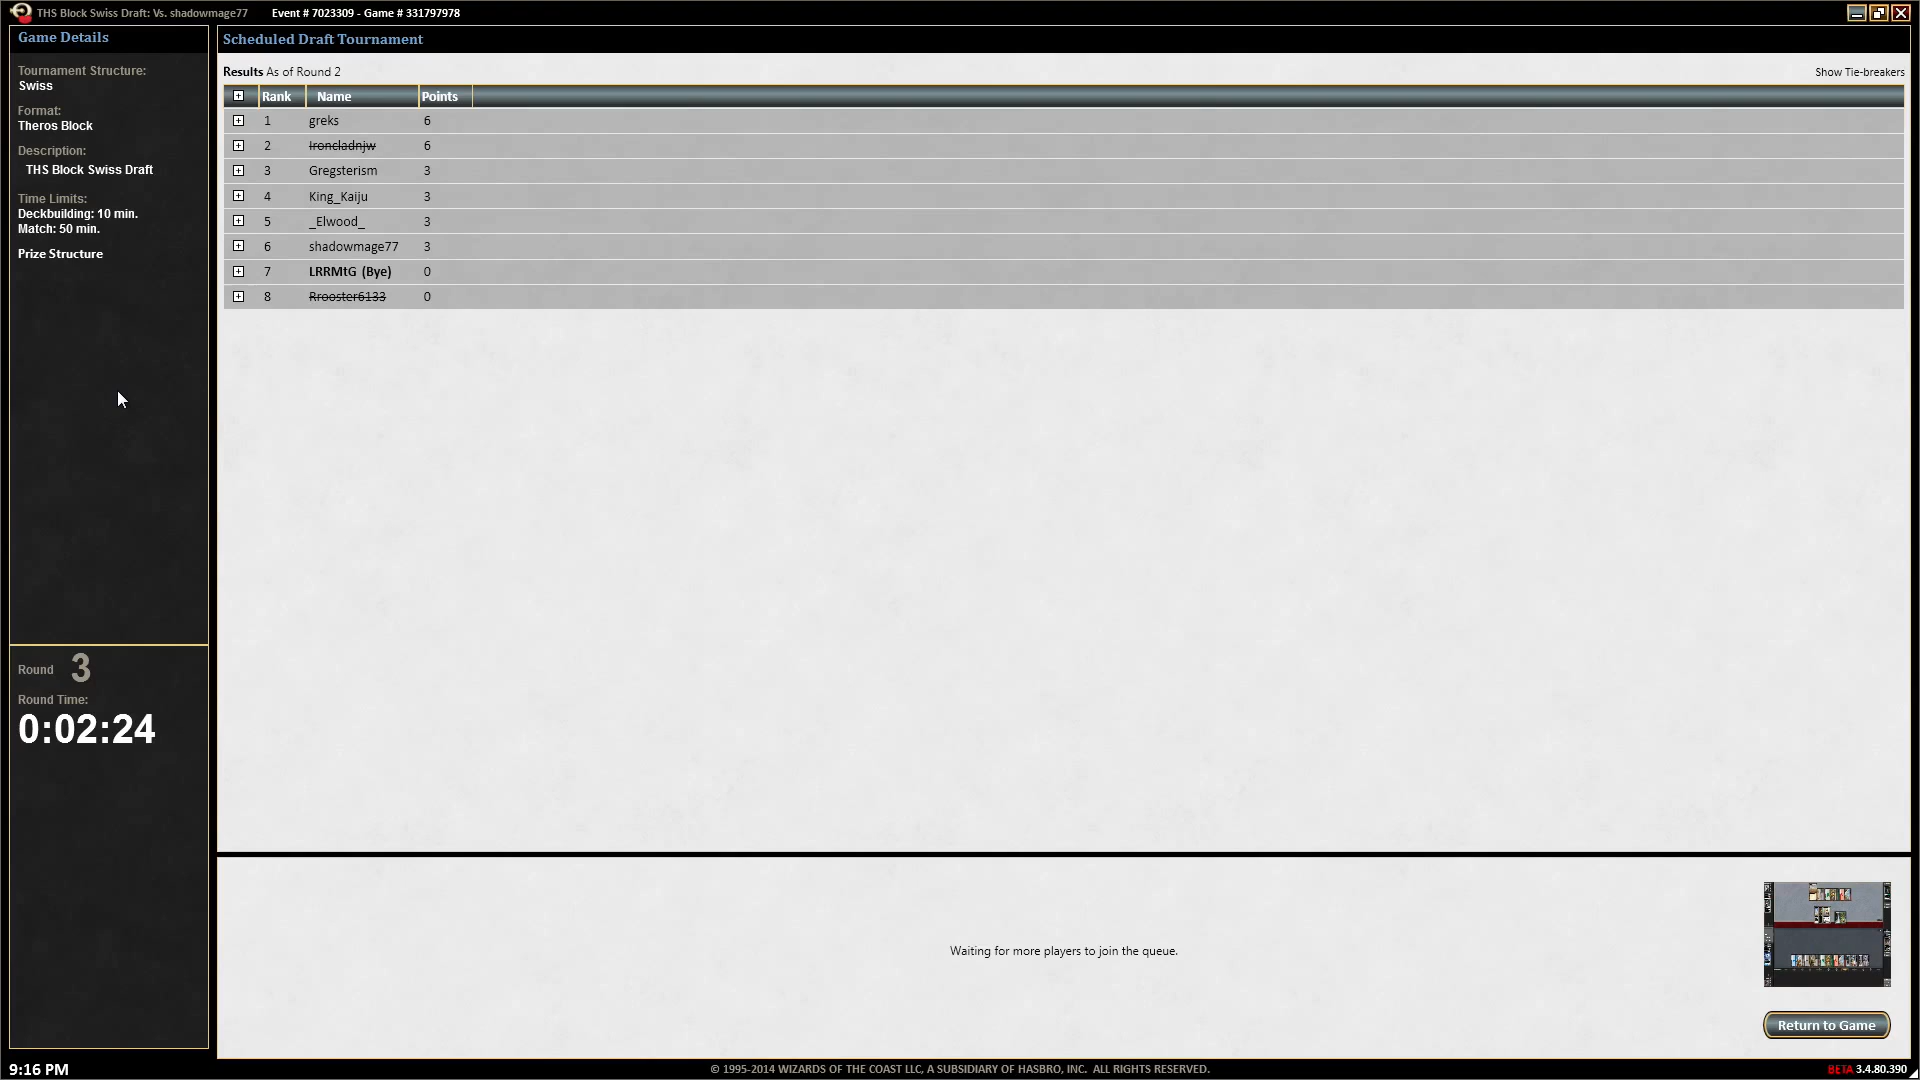 THS Block Swiss Draft: Vs. shadowmage77 Event # 7023309 - Game # 331797978
Game Details
Tournament Structure:
Swiss
Format:
Theros Block
Description:
THS Block Swiss Draft
Time Limits:
Deckbuilding: 10 min.
Match: 50 min.
Prize Structure
Round 3
Round Time:
0:02:24
9:16 PM
Scheduled Draft Tournament
Results As of Round 2 Show Tie-breakers
Rank Name Points
1 greks 6
2 Ironcladnjw 6
3 Gregsterism 3
4 King_Kaiju 3
5 _Elwood_ 3
6 shadowmage77 3
7 LRRMtG (Bye) 0
8 Rrooster6133 0
Waiting for more players to join the queue.
Return to Game
© 1995-2014 WIZARDS OF THE COAST LLC, A SUBSIDIARY OF HASBRO, INC. ALL RIGHTS RESERVED.
BETA 3.4.80.390